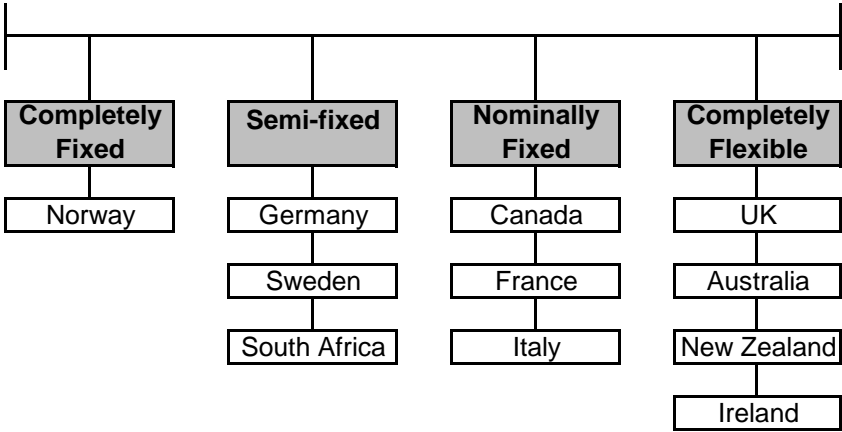 Completely
Fixed
Semi-fixed
Nominally
Fixed
Completely
Flexible
Norway
Germany
Canada
UK
Sweden
France
Australia
South Africa
Italy
New Zealand
Ireland